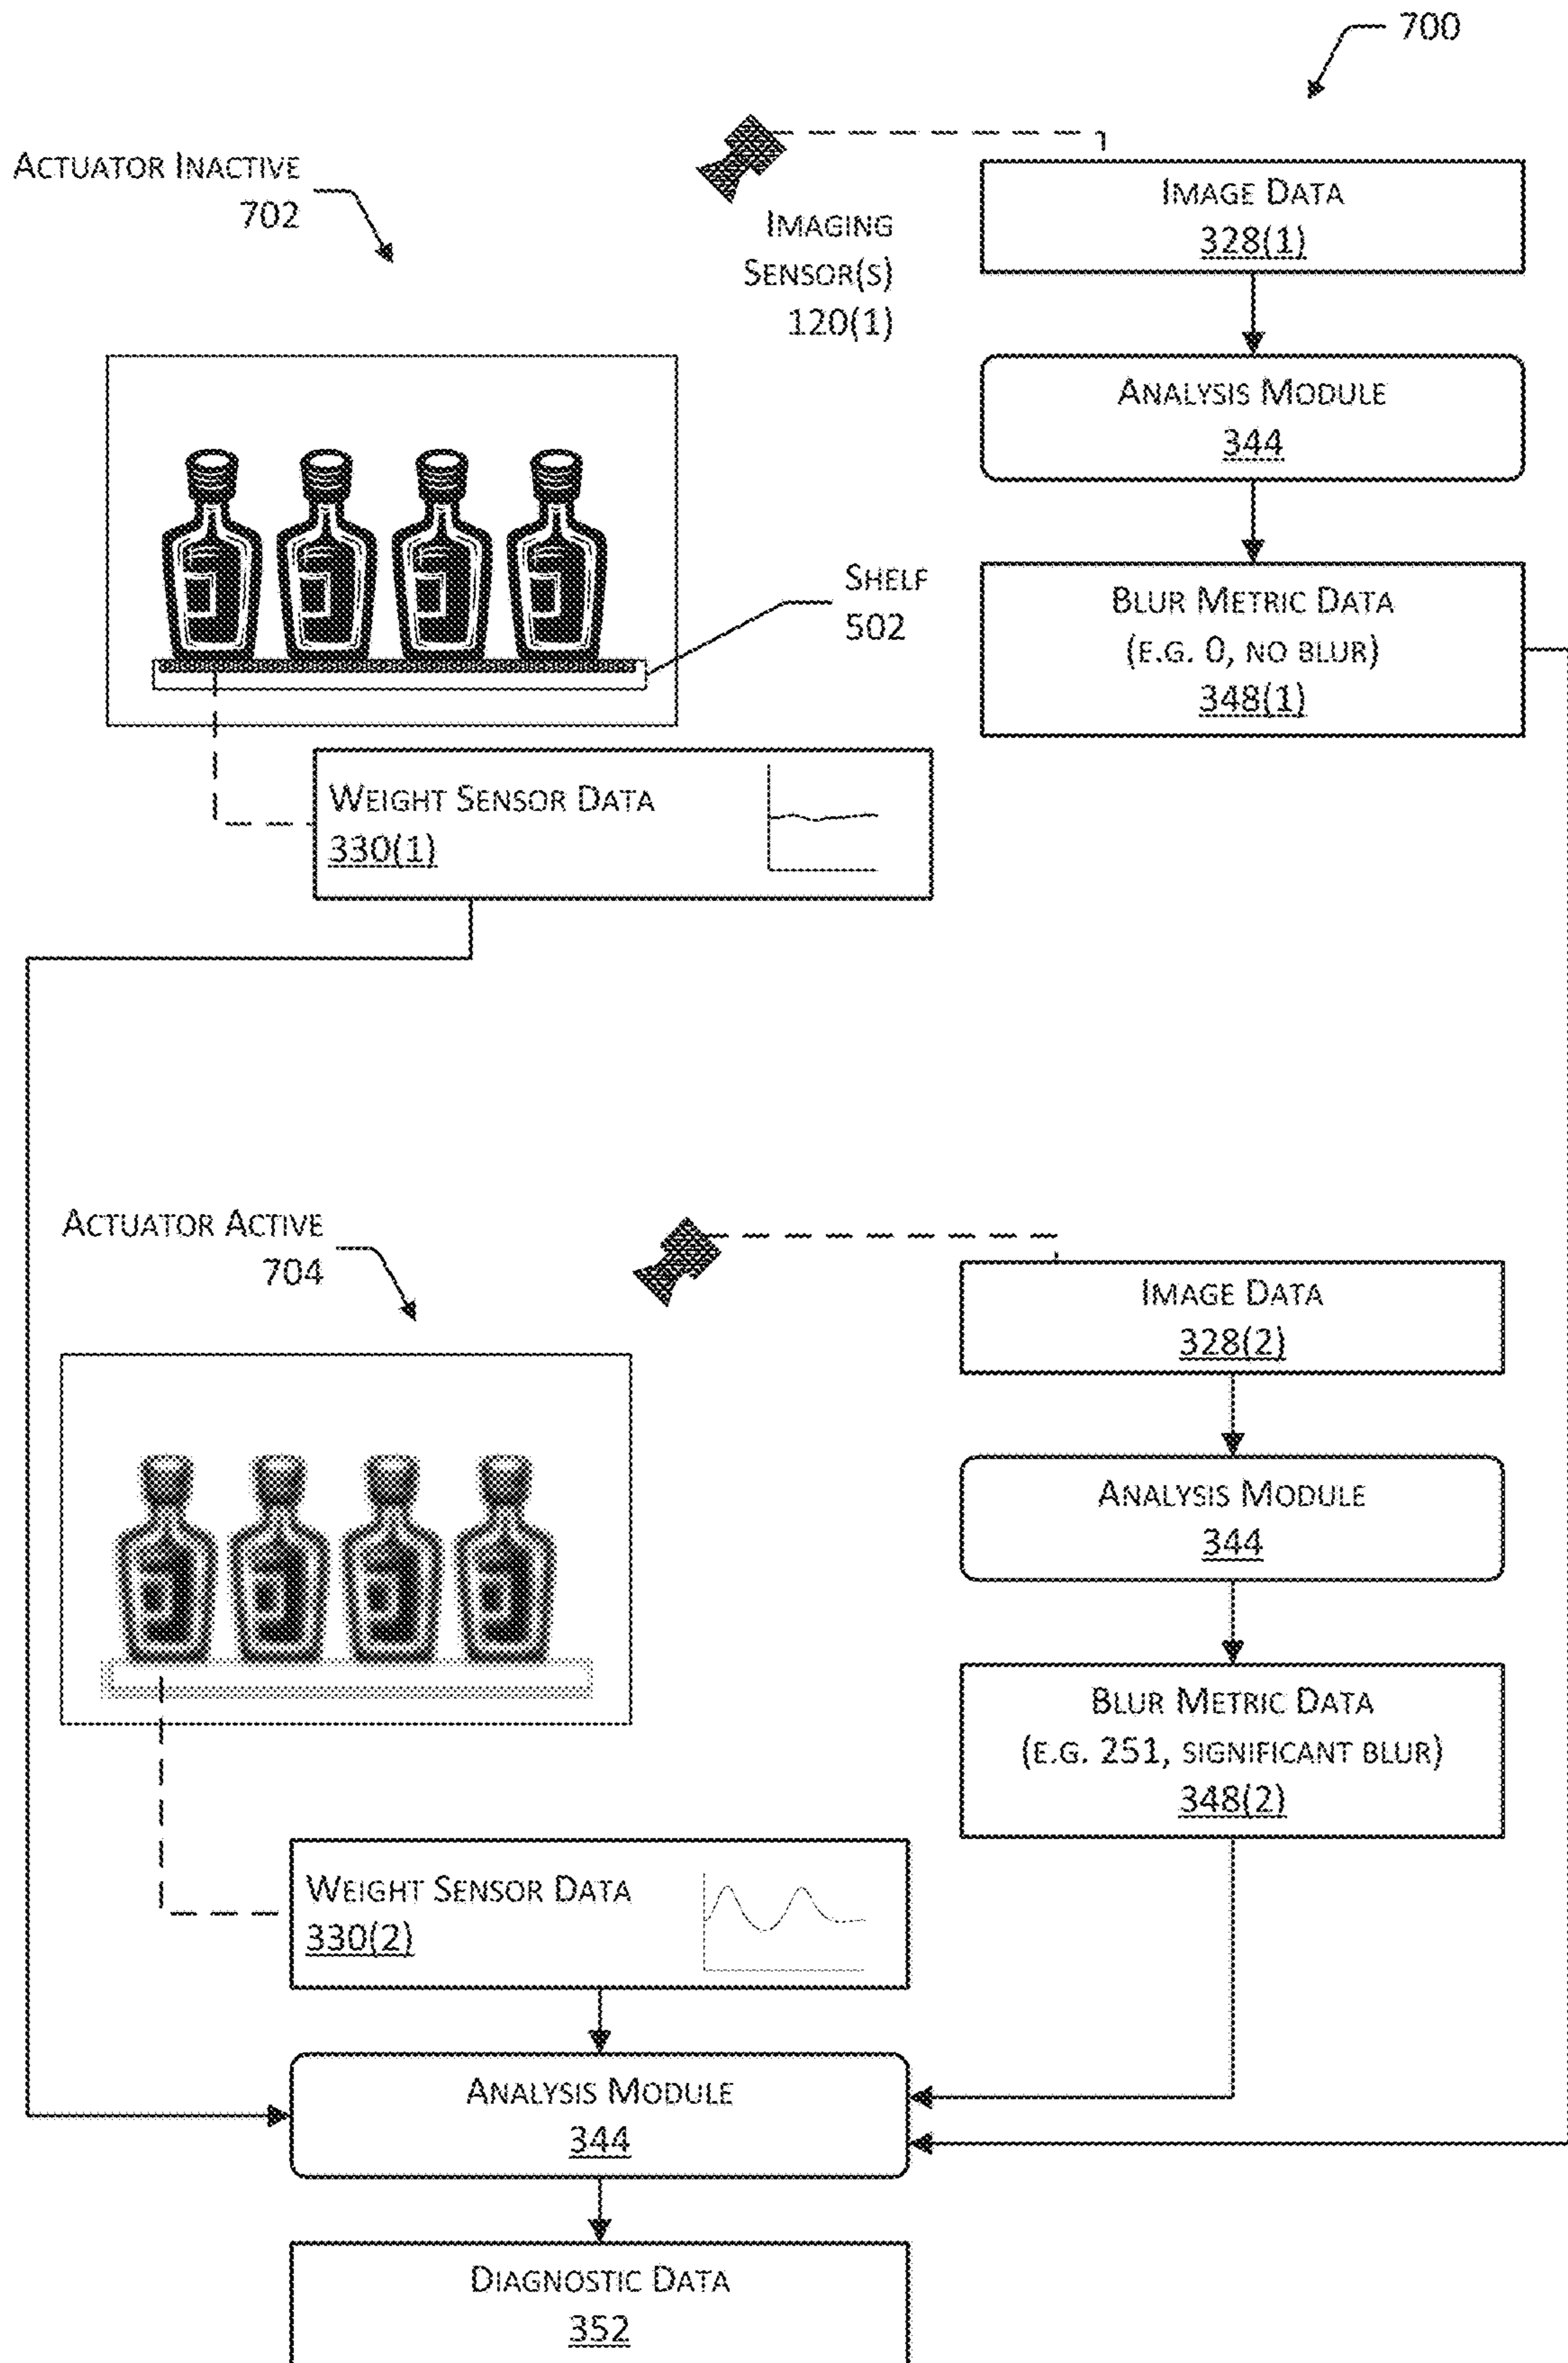 700
ACTUATOR INACTIVE
702
IMAGING
SENSOR(S)
120(1)
IMAGE DATA
328(1)
ANALYSIS MODULE
344
SHELF
502
BLUR METRIC DATA
(E.G. 0, NO BLUR)
348(1)
WEIGHT SENSOR DATA
330(1)
ACTUATOR ACTIVE
704
IMAGE DATA
328(2)
ANALYSIS MODULE
344
BLUR METRIC DATA
(E.G. 251, SIGNIFICANT BLUR)
348(2)
WEIGHT SENSOR DATA
330(2)
ANALYSIS MODULE
344
DIAGNOSTIC DATA
352